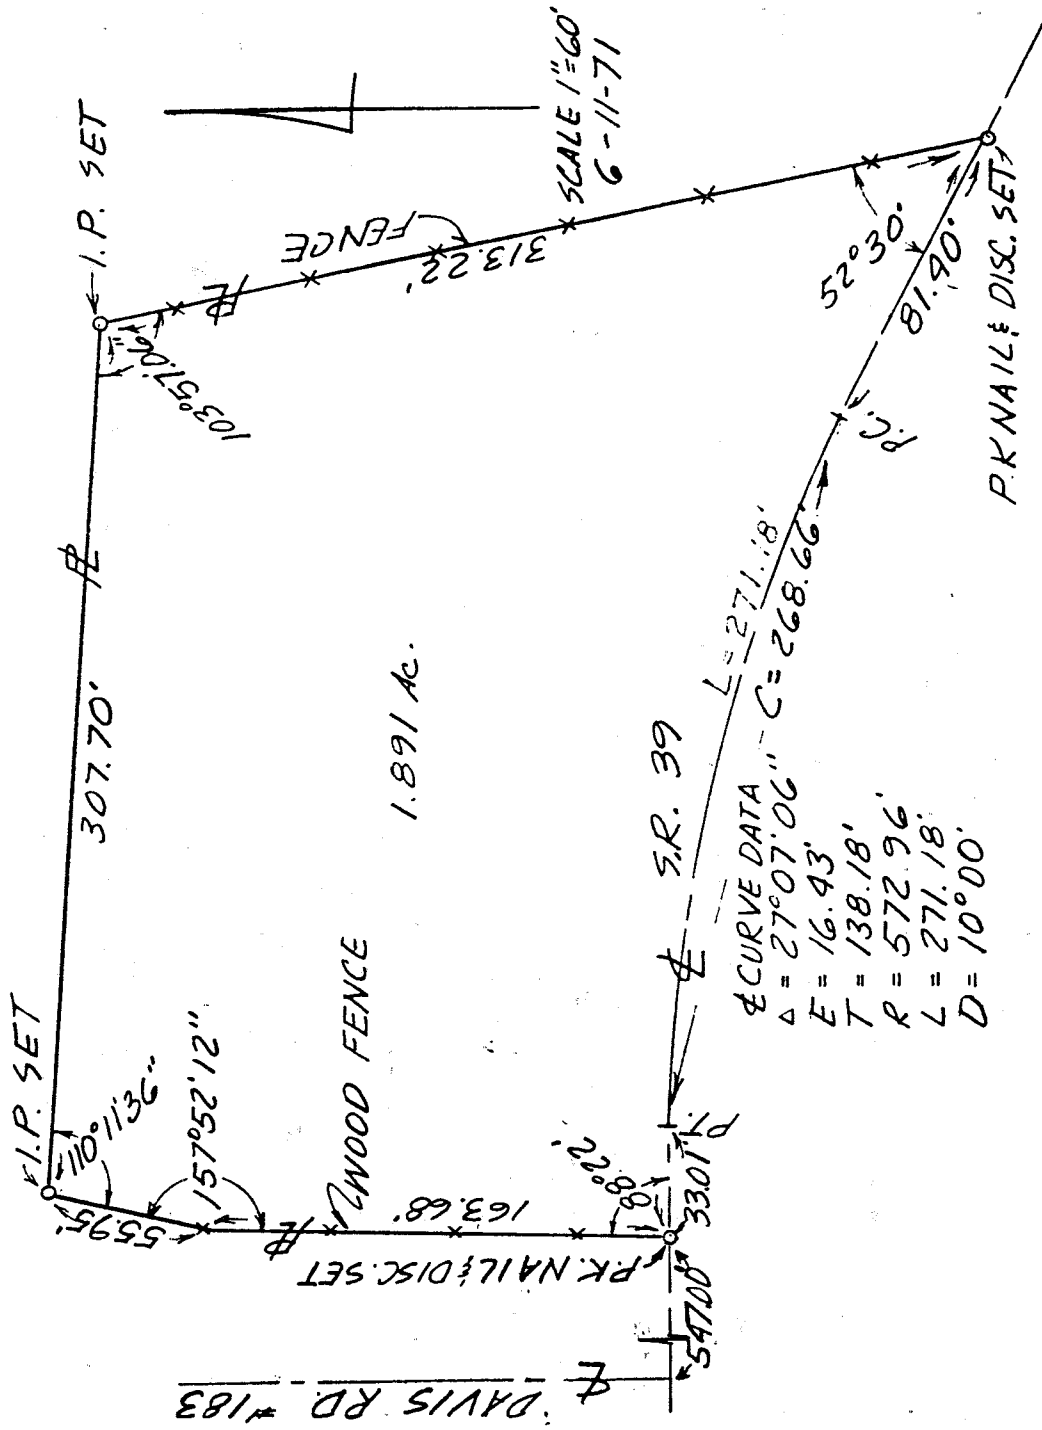 I.P. SET
307.70'
℄
I.P. SET
110°11'36"
55.95'
157°52'12"
WOOD FENCE
℄
163.68'
P.K. NAIL & DISC. SET
88°22'
33.01'
547.00'
℄
DAVIS RD. #183
P.T.
103°57'06"
℄
FENCE
313.22'
SCALE 1"=60'
6-11-71
1.891 Ac.
52°30'
81.40'
P.C.
P.K NAIL & DISC. SET
S.R. 39
L = 271.18'
C = 268.66'
℄
℄ CURVE DATA
Δ = 27°07'06"
E = 16.43'
T = 138.18'
R = 572.96'
L = 271.18'
D = 10°00'